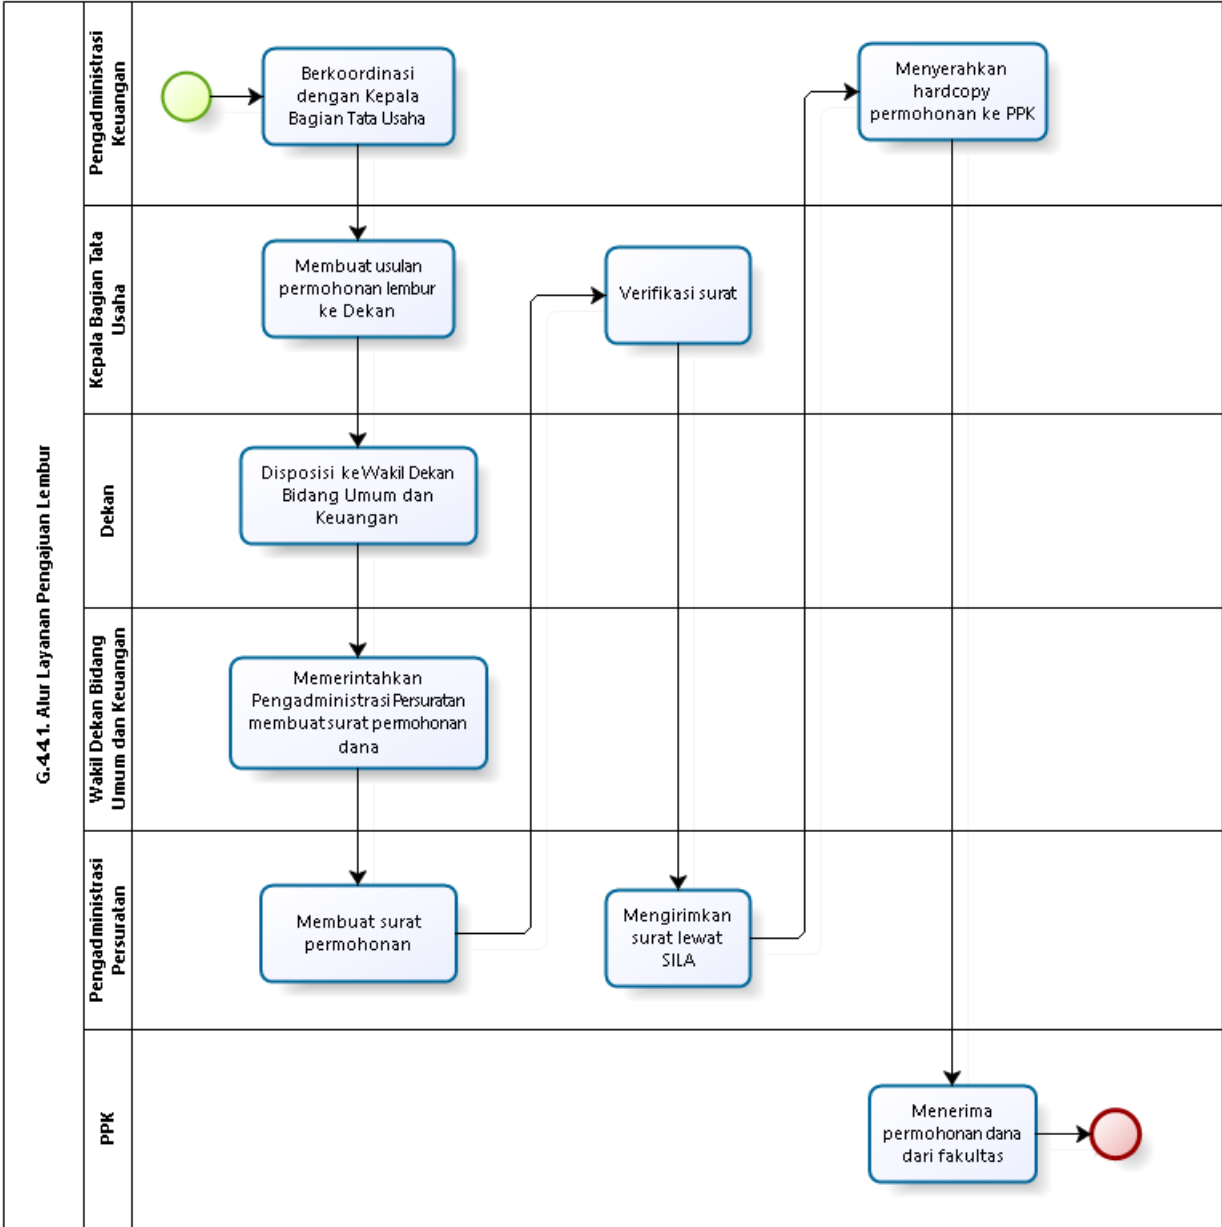 G.4.4.1. Alur Layanan Pengajuan Lembur
Pengadministrasi
Keuangan
Berkoordinasi
dengan Kepala
Bagian Tata Usaha
Menyerahkan
hardcopy
permohonan ke PPK
Kepala Bagian Tata
Usaha
Membuat usulan
permohonan lembur
ke Dekan
Verifikasi surat
Dekan
Disposisi ke Wakil Dekan
Bidang Umum dan
Keuangan
Wakil Dekan Bidang
Umum dan Keuangan
Memerintahkan
Pengadministrasi Persuratan
membuat surat permohonan
dana
Pengadministrasi
Persuratan
Membuat surat
permohonan
Mengirimkan
surat lewat
SILA
PPK
Menerima
permohonan dana
dari fakultas